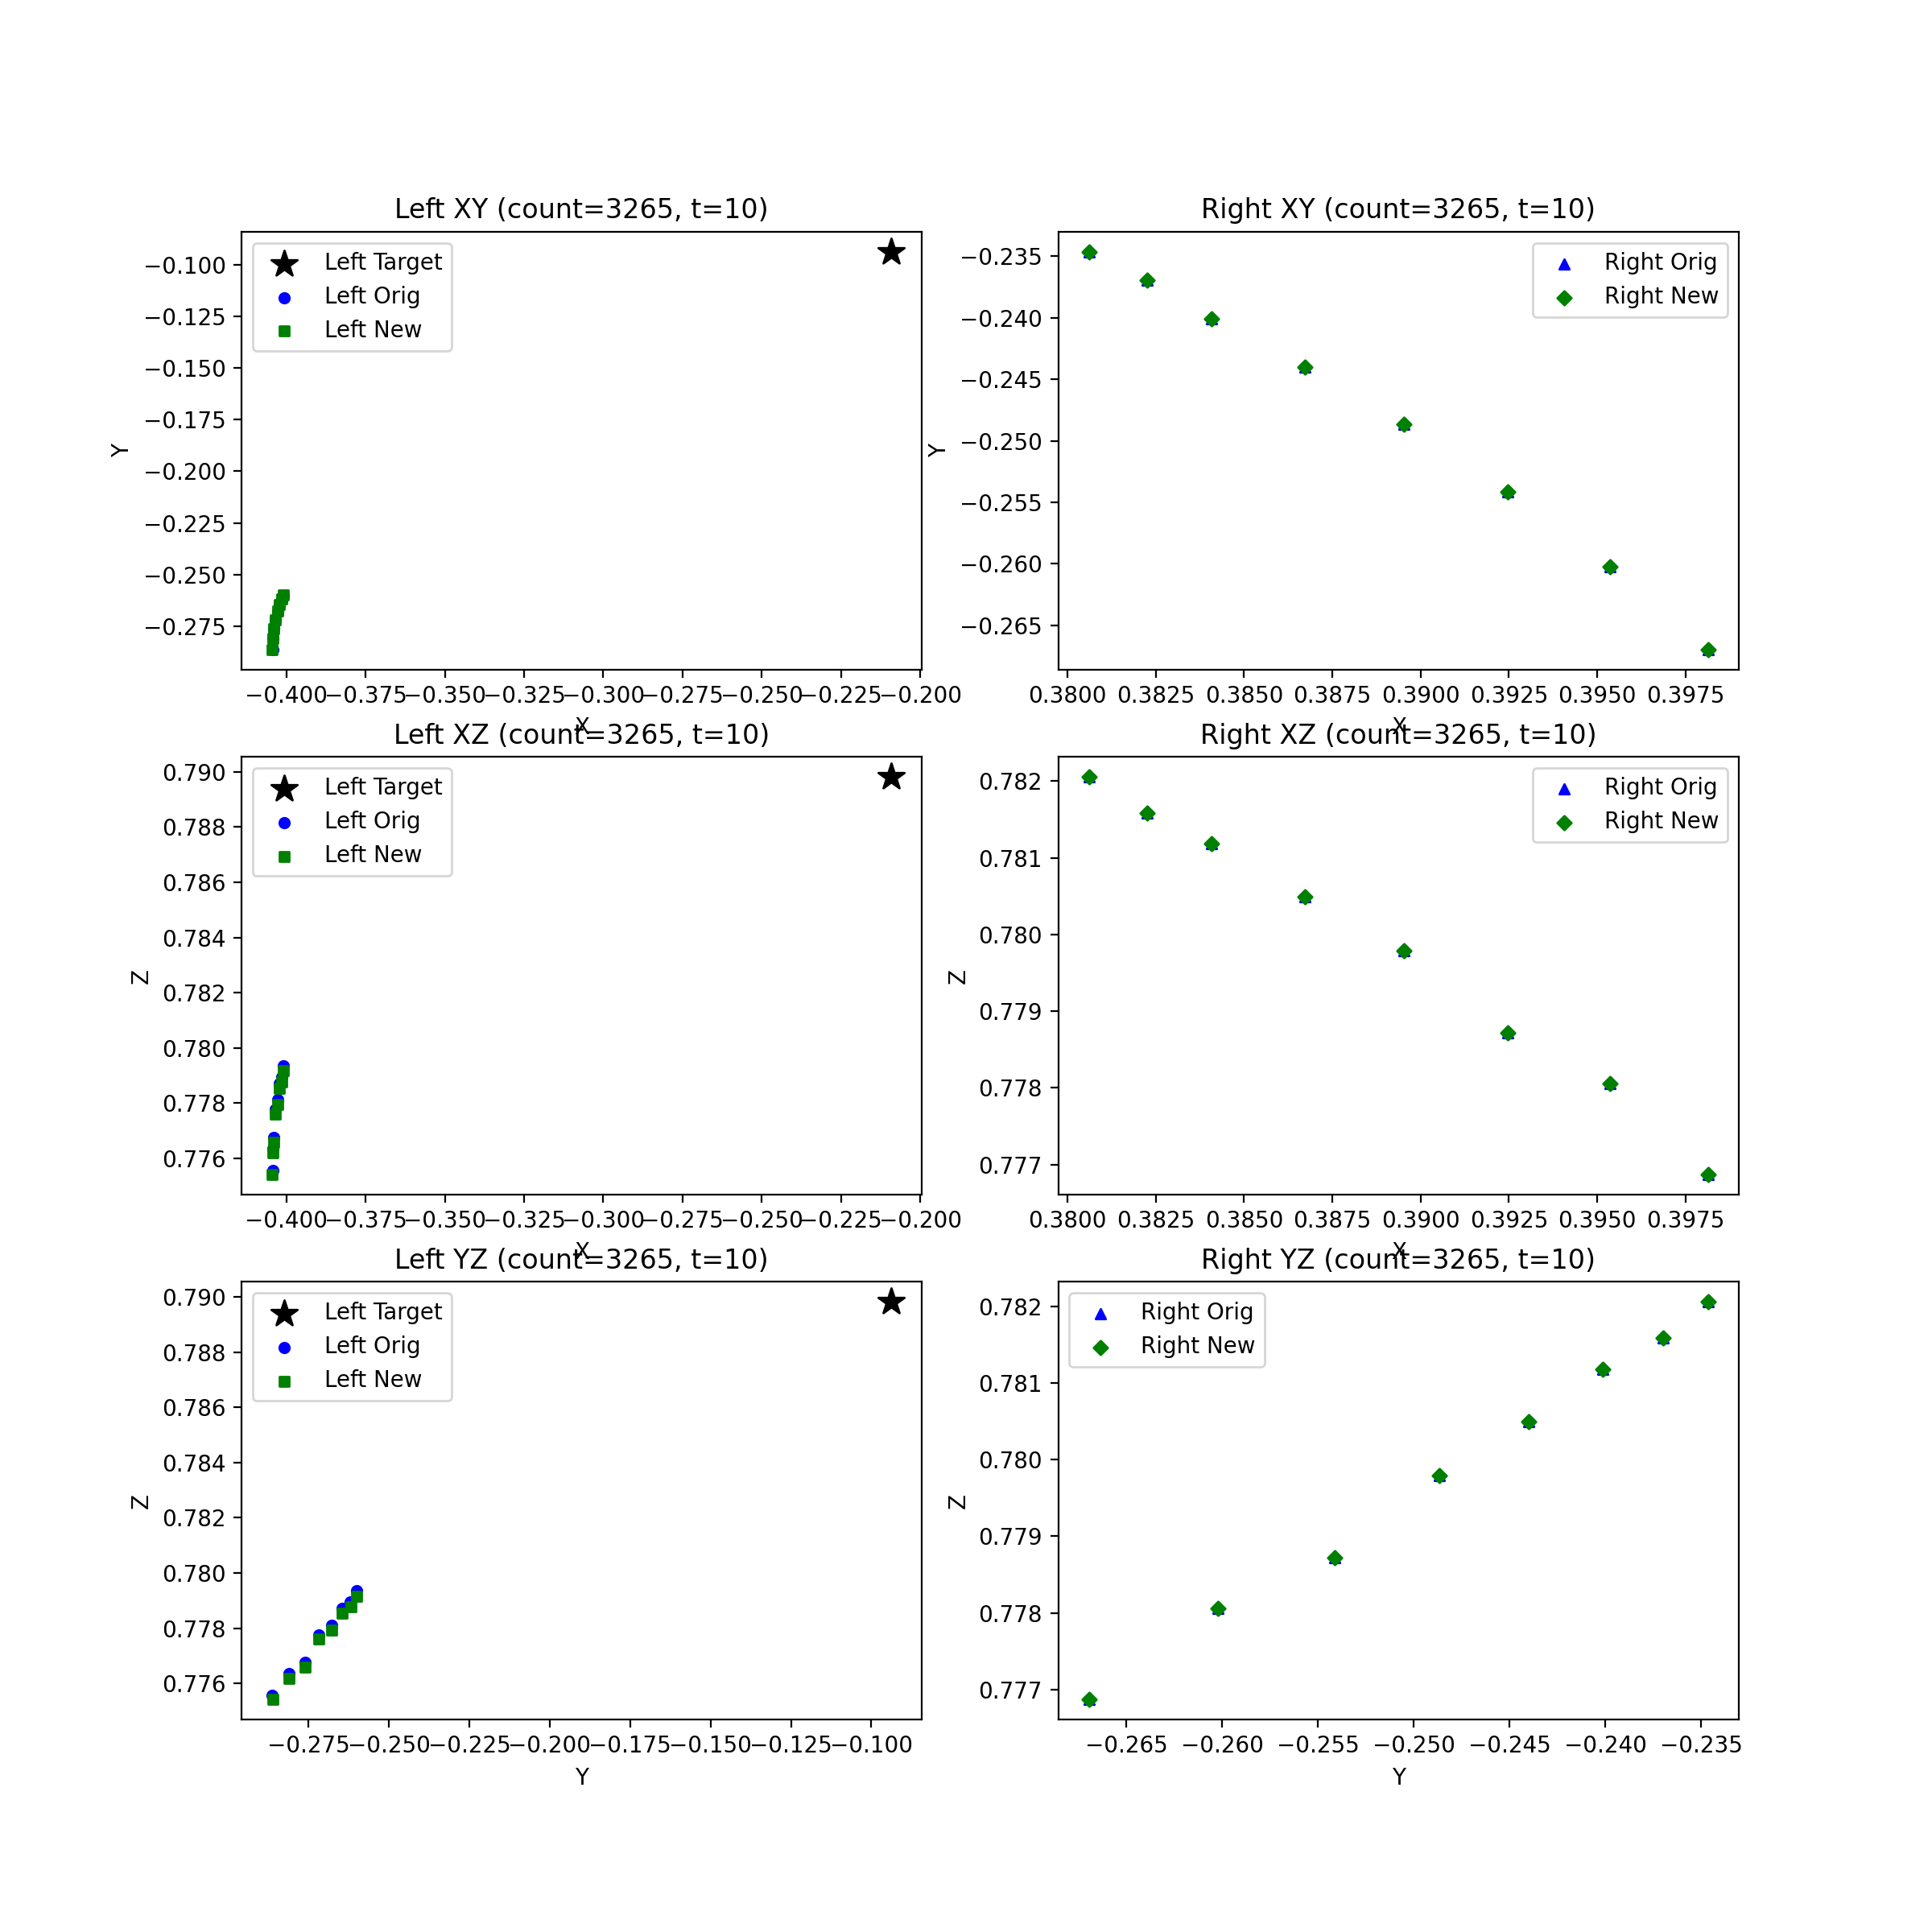 Left XY (count=3265, t=10)
Left Target
Left Orig
Left New
−0.100
−0.125
−0.150
−0.175
−0.200
−0.225
−0.250
−0.275
Y
−0.400 −0.375 −0.350 −0.325 −0.300 −0.275 −0.250 −0.225 −0.200
X
Right XY (count=3265, t=10)
Right Orig
Right New
−0.235
−0.240
−0.245
−0.250
−0.255
−0.260
−0.265
Y
0.3800 0.3825 0.3850 0.3875 0.3900 0.3925 0.3950 0.3975
X
Left XZ (count=3265, t=10)
Left Target
Left Orig
Left New
0.790
0.788
0.786
0.784
0.782
0.780
0.778
0.776
Z
−0.400 −0.375 −0.350 −0.325 −0.300 −0.275 −0.250 −0.225 −0.200
X
Right XZ (count=3265, t=10)
Right Orig
Right New
0.782
0.781
0.780
0.779
0.778
0.777
Z
0.3800 0.3825 0.3850 0.3875 0.3900 0.3925 0.3950 0.3975
X
Left YZ (count=3265, t=10)
Left Target
Left Orig
Left New
0.790
0.788
0.786
0.784
0.782
0.780
0.778
0.776
Z
−0.275 −0.250 −0.225 −0.200 −0.175 −0.150 −0.125 −0.100
Y
Right YZ (count=3265, t=10)
Right Orig
Right New
0.782
0.781
0.780
0.779
0.778
0.777
Z
−0.265 −0.260 −0.255 −0.250 −0.245 −0.240 −0.235
Y